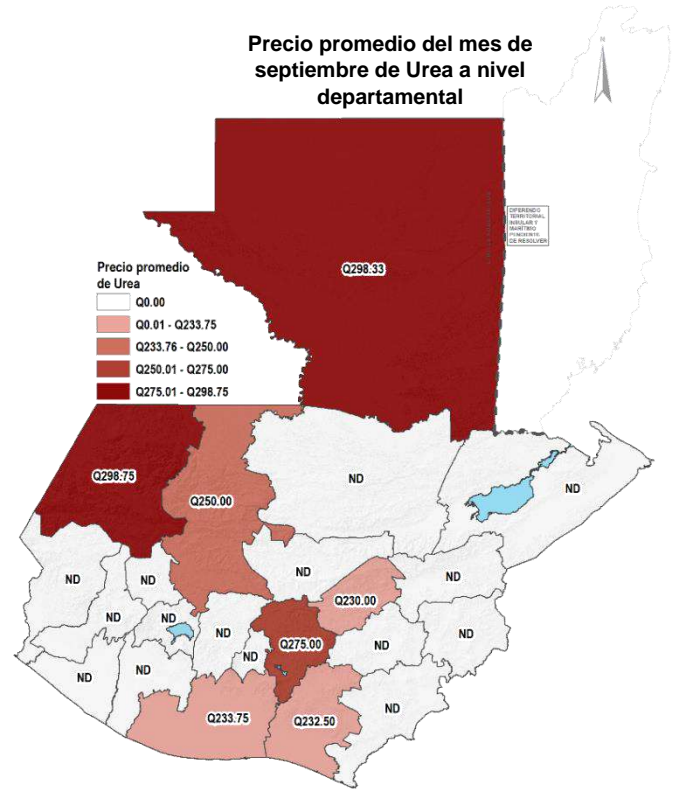 Precio promedio del mes de
septiembre de Urea a nivel
departamental
N
DIFERENDO
TERRITORIAL
INSULAR Y
MARÍTIMO
PENDIENTE
DE RESOLVER
Q298.33
Precio promedio
de Urea
Q0.00
Q0.01 - Q233.75
Q233.76 - Q250.00
Q250.01 - Q275.00
Q275.01 - Q298.75
Q298.75
Q250.00
ND
ND
ND
ND
ND
ND
Q230.00
ND
ND
ND
ND
Q275.00
ND
ND
ND
ND
ND
Q233.75
Q232.50
ND